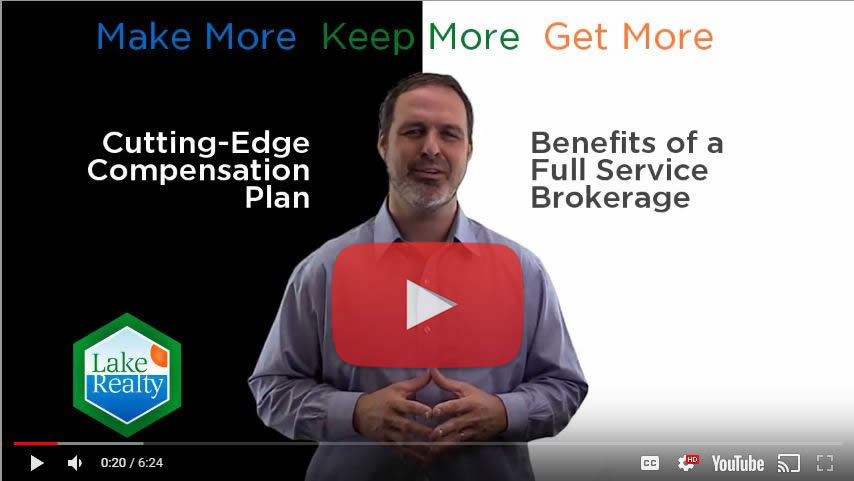 Make More Keep More Get More
Cutting-Edge
Compensation
Plan
Benefits of a
Full Service
Brokerage
Lake
Realty
0:20 / 6:24
CC
HD
YouTube